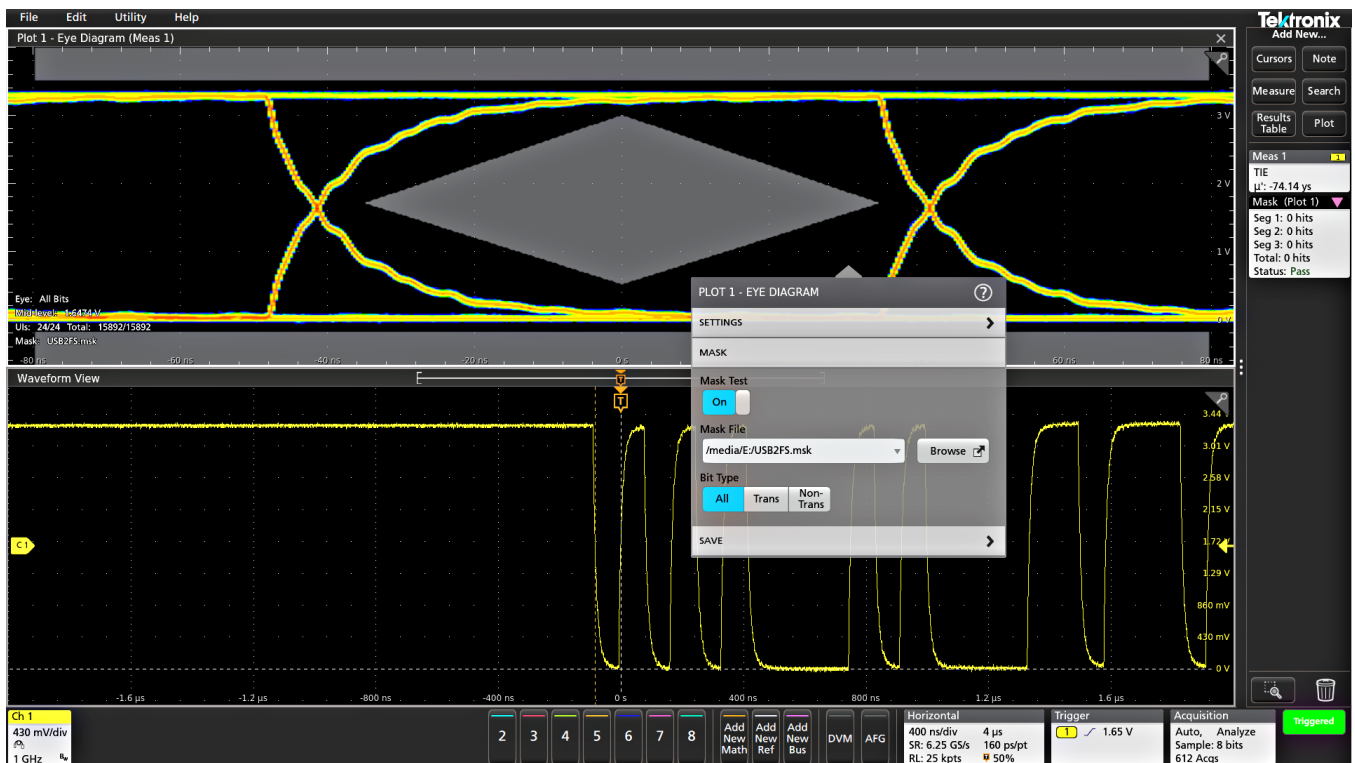 File Edit Utility Help
Tektronix
Add New...
Plot 1 - Eye Diagram (Meas 1)
Cursors Note
Measure Search
Results Table Plot
3 V
2 V
1 V
0 V
Eye: All Bits
Mid level: 1.6474 V
UIs: 24/24 Total: 15892/15892
Mask: USB2FS.msk
-80 ns -60 ns -40 ns -20 ns 0 s 60 ns 80 ns
Meas 1 1
TIE
µ': -74.14 ys
Mask (Plot 1)
Seg 1: 0 hits
Seg 2: 0 hits
Seg 3: 0 hits
Total: 0 hits
Status: Pass
PLOT 1 - EYE DIAGRAM ?
SETTINGS
MASK
Mask Test
On
Mask File
/media/E:/USB2FS.msk Browse
Bit Type
All Trans Non-Trans
SAVE
Waveform View
T
T
C 1
3.44
3.01 V
2.58 V
2.15 V
1.72 V
1.29 V
860 mV
430 mV
0 V
-1.6 µs -1.2 µs -800 ns -400 ns 0 s 400 ns 800 ns 1.2 µs 1.6 µs
Ch 1
430 mV/div
1 GHz Bw
2 3 4 5 6 7 8
Add New Math
Add New Ref
Add New Bus
DVM AFG
Horizontal
400 ns/div 4 µs
SR: 6.25 GS/s 160 ps/pt
RL: 25 kpts 50%
Trigger
1 1.65 V
Acquisition
Auto, Analyze
Sample: 8 bits
612 Acqs
Triggered